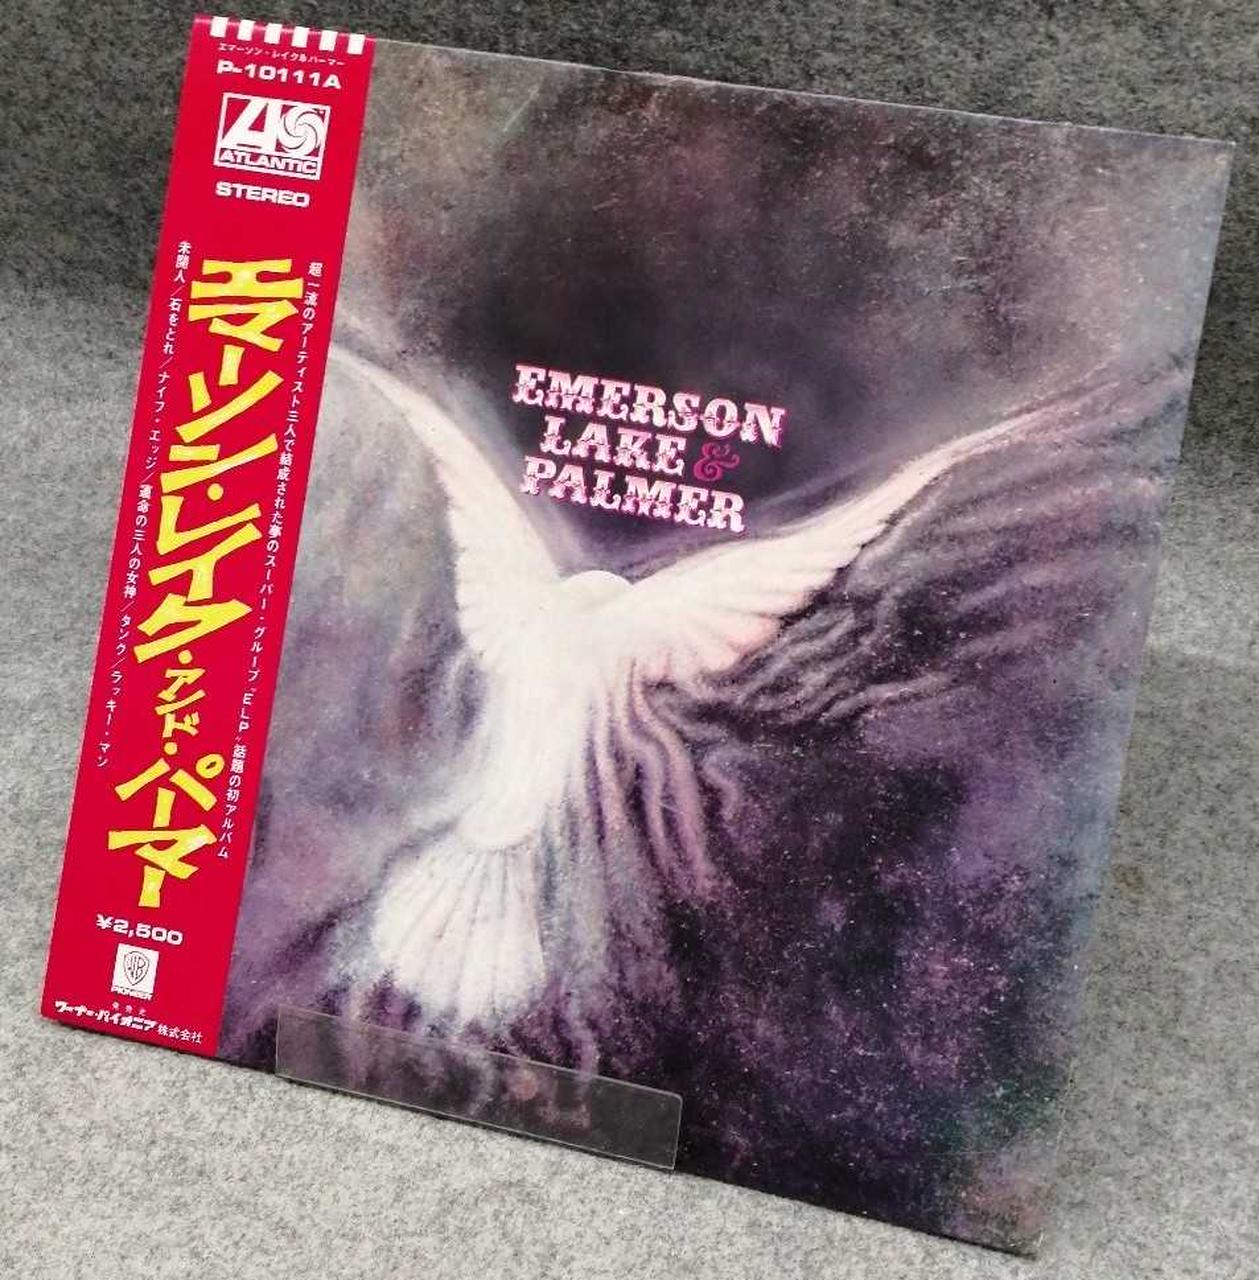 エマーソン・レイク&パーマー
P-10111A
ATLANTIC
STEREO
超一流のアーティスト三人で結成された夢のスーパー・グループ“ELP”話題の初アルバム
エマーソン・レイク・アンド・パーマー
未開人/石をとれ/ナイフ・エッジ/運命の三人の女神/タンク/ラッキー・マン
¥2,500
WB
PIONEER
発売元
ワーナー・パイオニア株式会社
EMERSON
LAKE &
PALMER